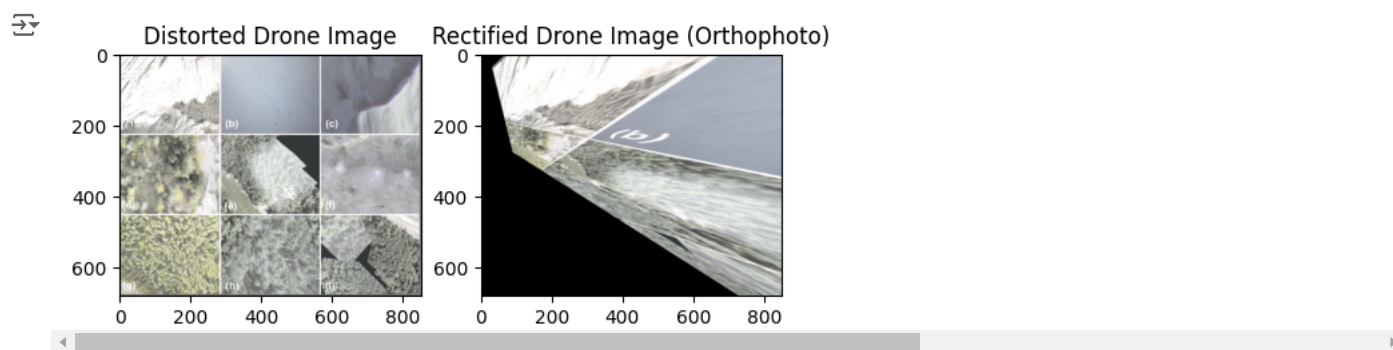 Distorted Drone Image
Rectified Drone Image (Orthophoto)
0
200
400
600
0 200 400 600 800
(a)
(b)
(c)
(d)
(e)
(f)
(g)
(h)
(i)
0
200
400
600
0 200 400 600 800
(b)